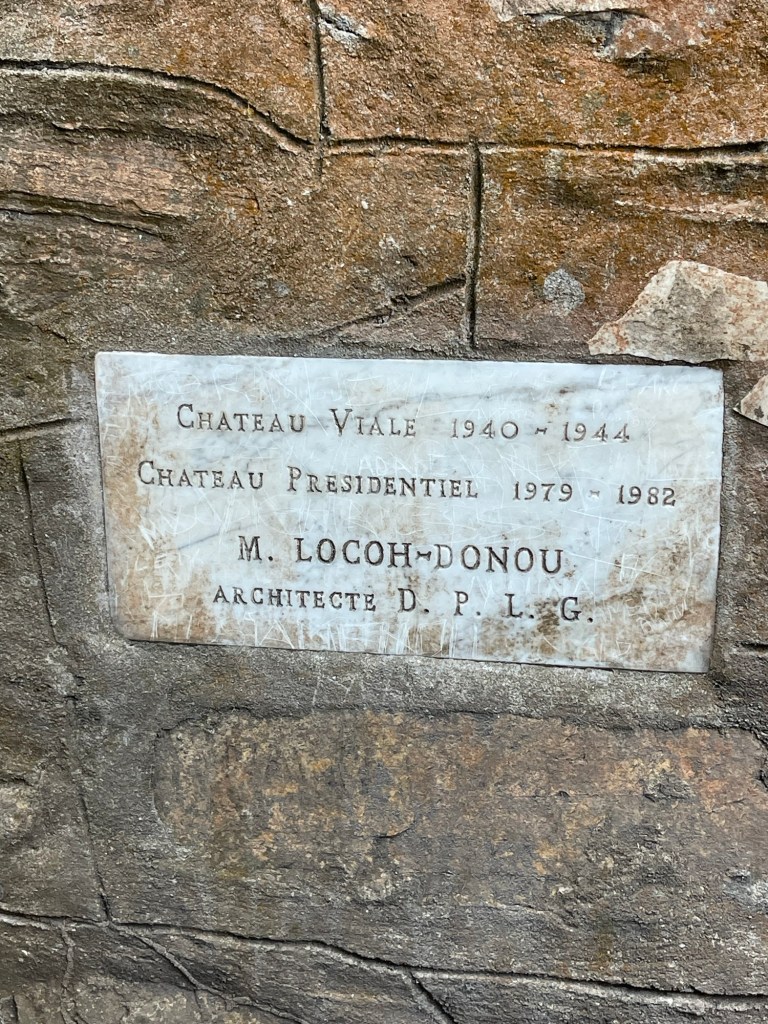 CHATEAU VIALE 1940 - 1944
CHATEAU PRESIDENTIEL 1979 - 1982
M. LOCOH-DONOU
ARCHITECTE D. P. L. G.